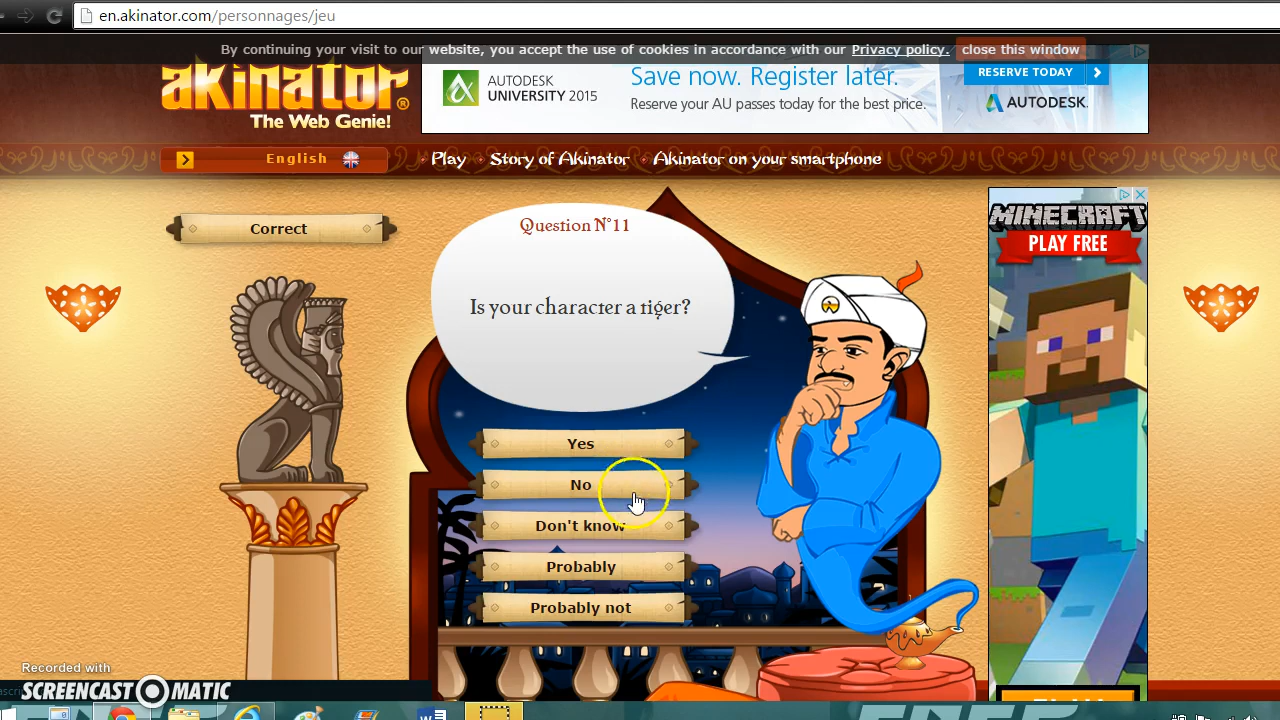 en.akinator.com/personnages/jeu
By continuing your visit to our website, you accept the use of cookies in accordance with our Privacy policy. close this window
akinator®
The Web Genie!
AUTODESK
UNIVERSITY 2015
Save now. Register later.
Reserve your AU passes today for the best price.
RESERVE TODAY
AUTODESK.
English
Play
Story of Akinator
Akinator on your smartphone
Correct
Question N°11
Is your character a tiger?
Yes
No
Don't know
Probably
Probably not
MINECRAFT
PLAY FREE
Recorded with
SCREENCAST MATIC